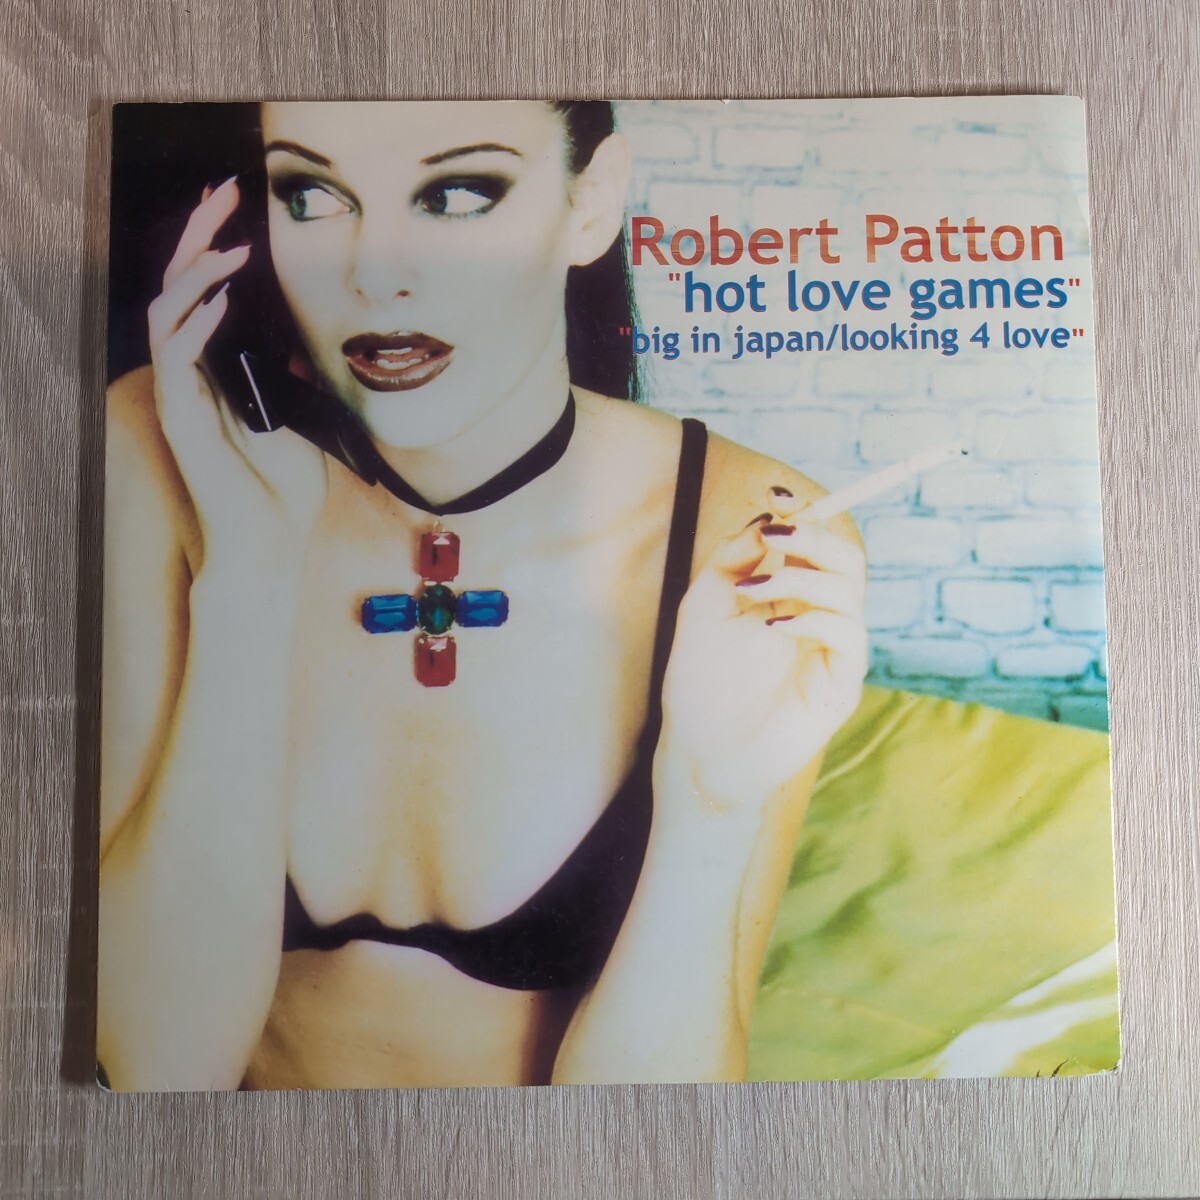 Robert Patton
"hot love games"
"big in japan/looking 4 love"